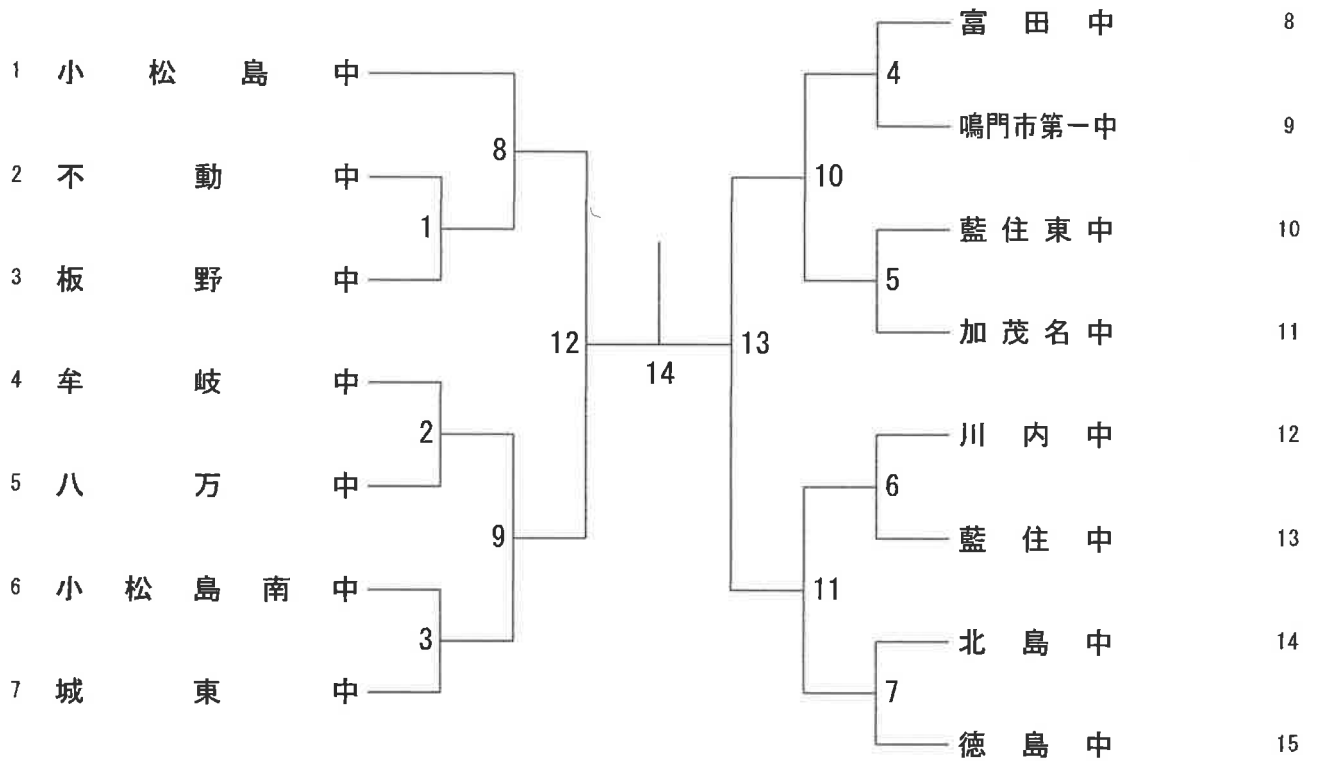 1 小松島中
2 不動中
3 板野中
4 牟岐中
5 八万中
6 小松島南中
7 城東中
1
2
3
8
9
12
14
13
10
11
4
5
6
7
富田中 8
鳴門市第一中 9
藍住東中 10
加茂名中 11
川内中 12
藍住中 13
北島中 14
徳島中 15